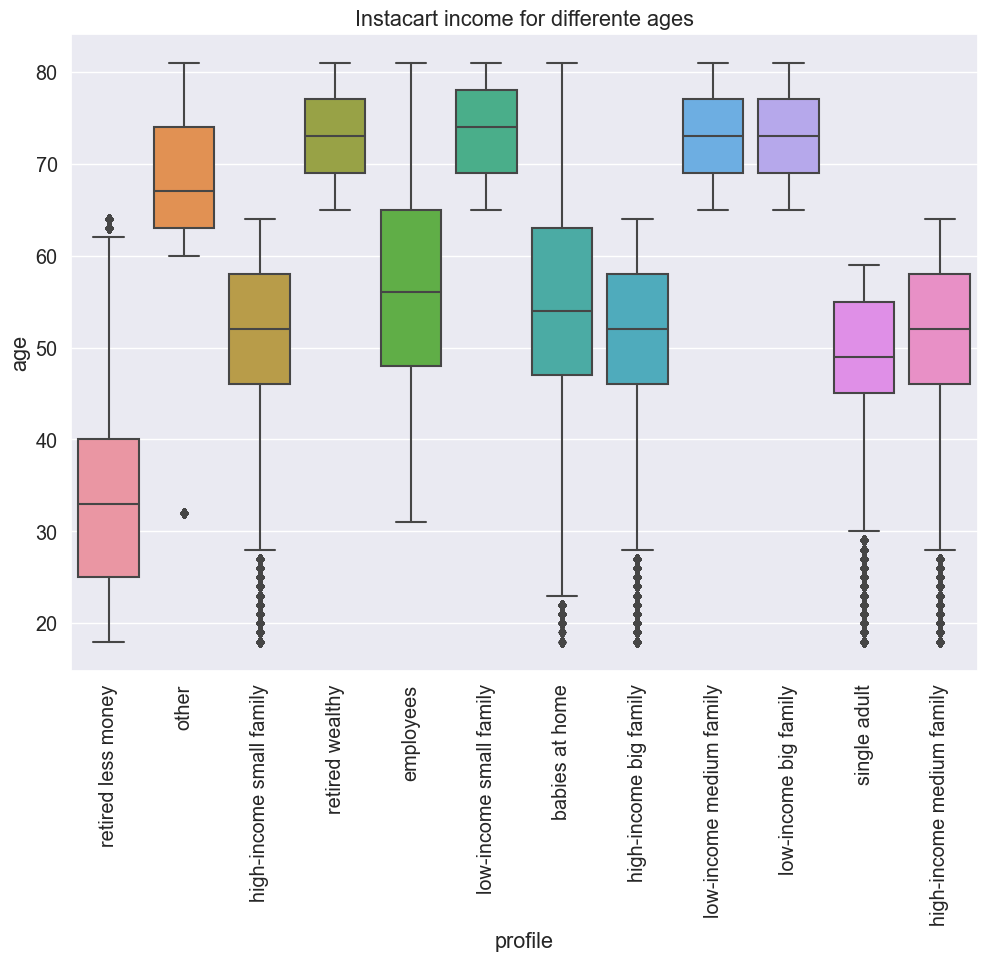 Instacart income for differente ages
age
80
70
60
50
40
30
20
retired less money
other
high-income small family
retired wealthy
employees
low-income small family
babies at home
high-income big family
low-income medium family
low-income big family
single adult
high-income medium family
profile